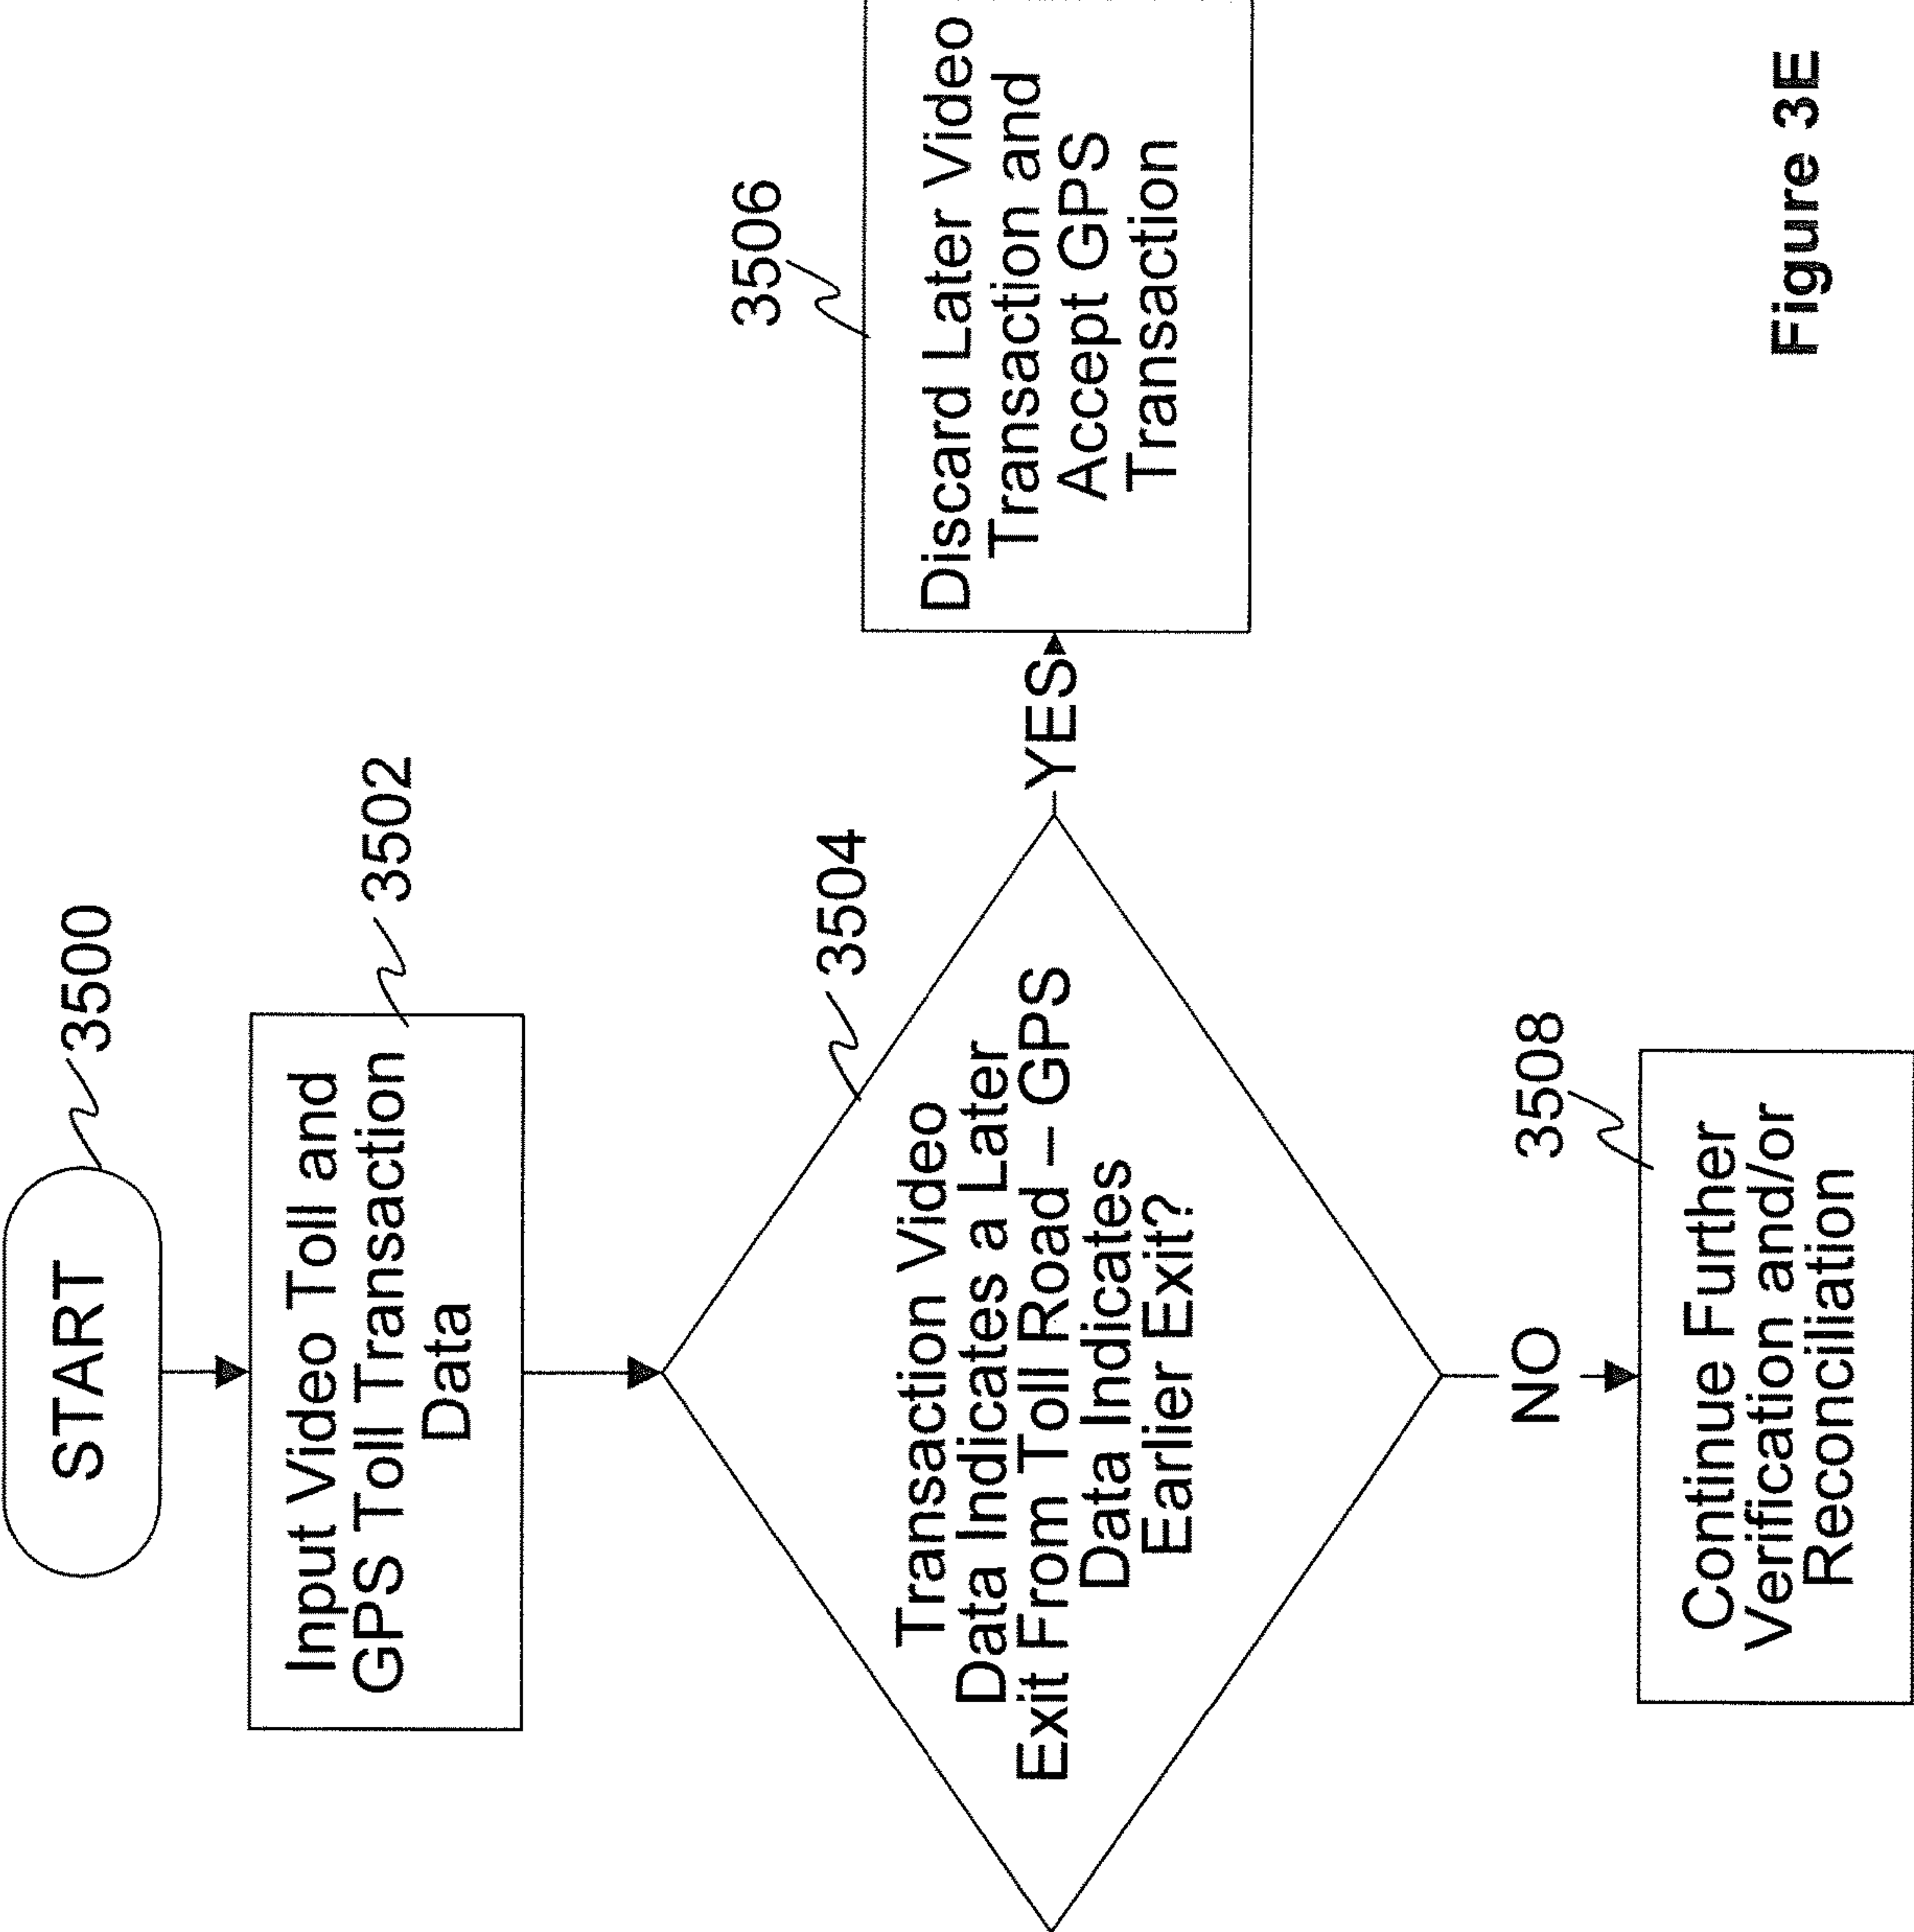 START
3500
Input Video Toll and
GPS Toll Transaction
Data
3502
Transaction Video
Data Indicates a Later
Exit From Toll Road – GPS
Data Indicates
Earlier Exit?
3504
YES
3506
Discard Later Video
Transaction and
Accept GPS
Transaction
NO
3508
Continue Further
Verification and/or
Reconciliation
Figure 3E